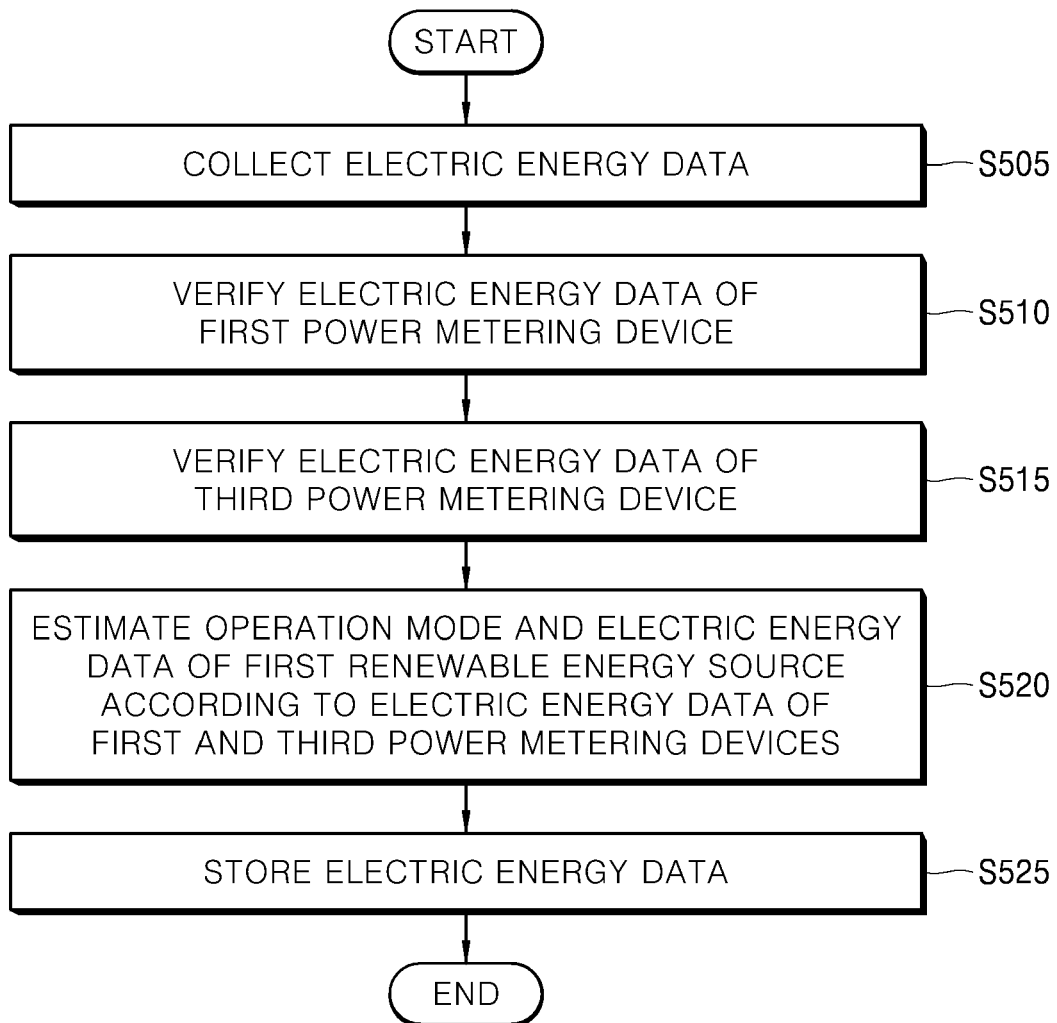 START
COLLECT ELECTRIC ENERGY DATA
S505
VERIFY ELECTRIC ENERGY DATA OF
FIRST POWER METERING DEVICE
S510
VERIFY ELECTRIC ENERGY DATA OF
THIRD POWER METERING DEVICE
S515
ESTIMATE OPERATION MODE AND ELECTRIC ENERGY
DATA OF FIRST RENEWABLE ENERGY SOURCE
ACCORDING TO ELECTRIC ENERGY DATA OF
FIRST AND THIRD POWER METERING DEVICES
S520
STORE ELECTRIC ENERGY DATA
S525
END